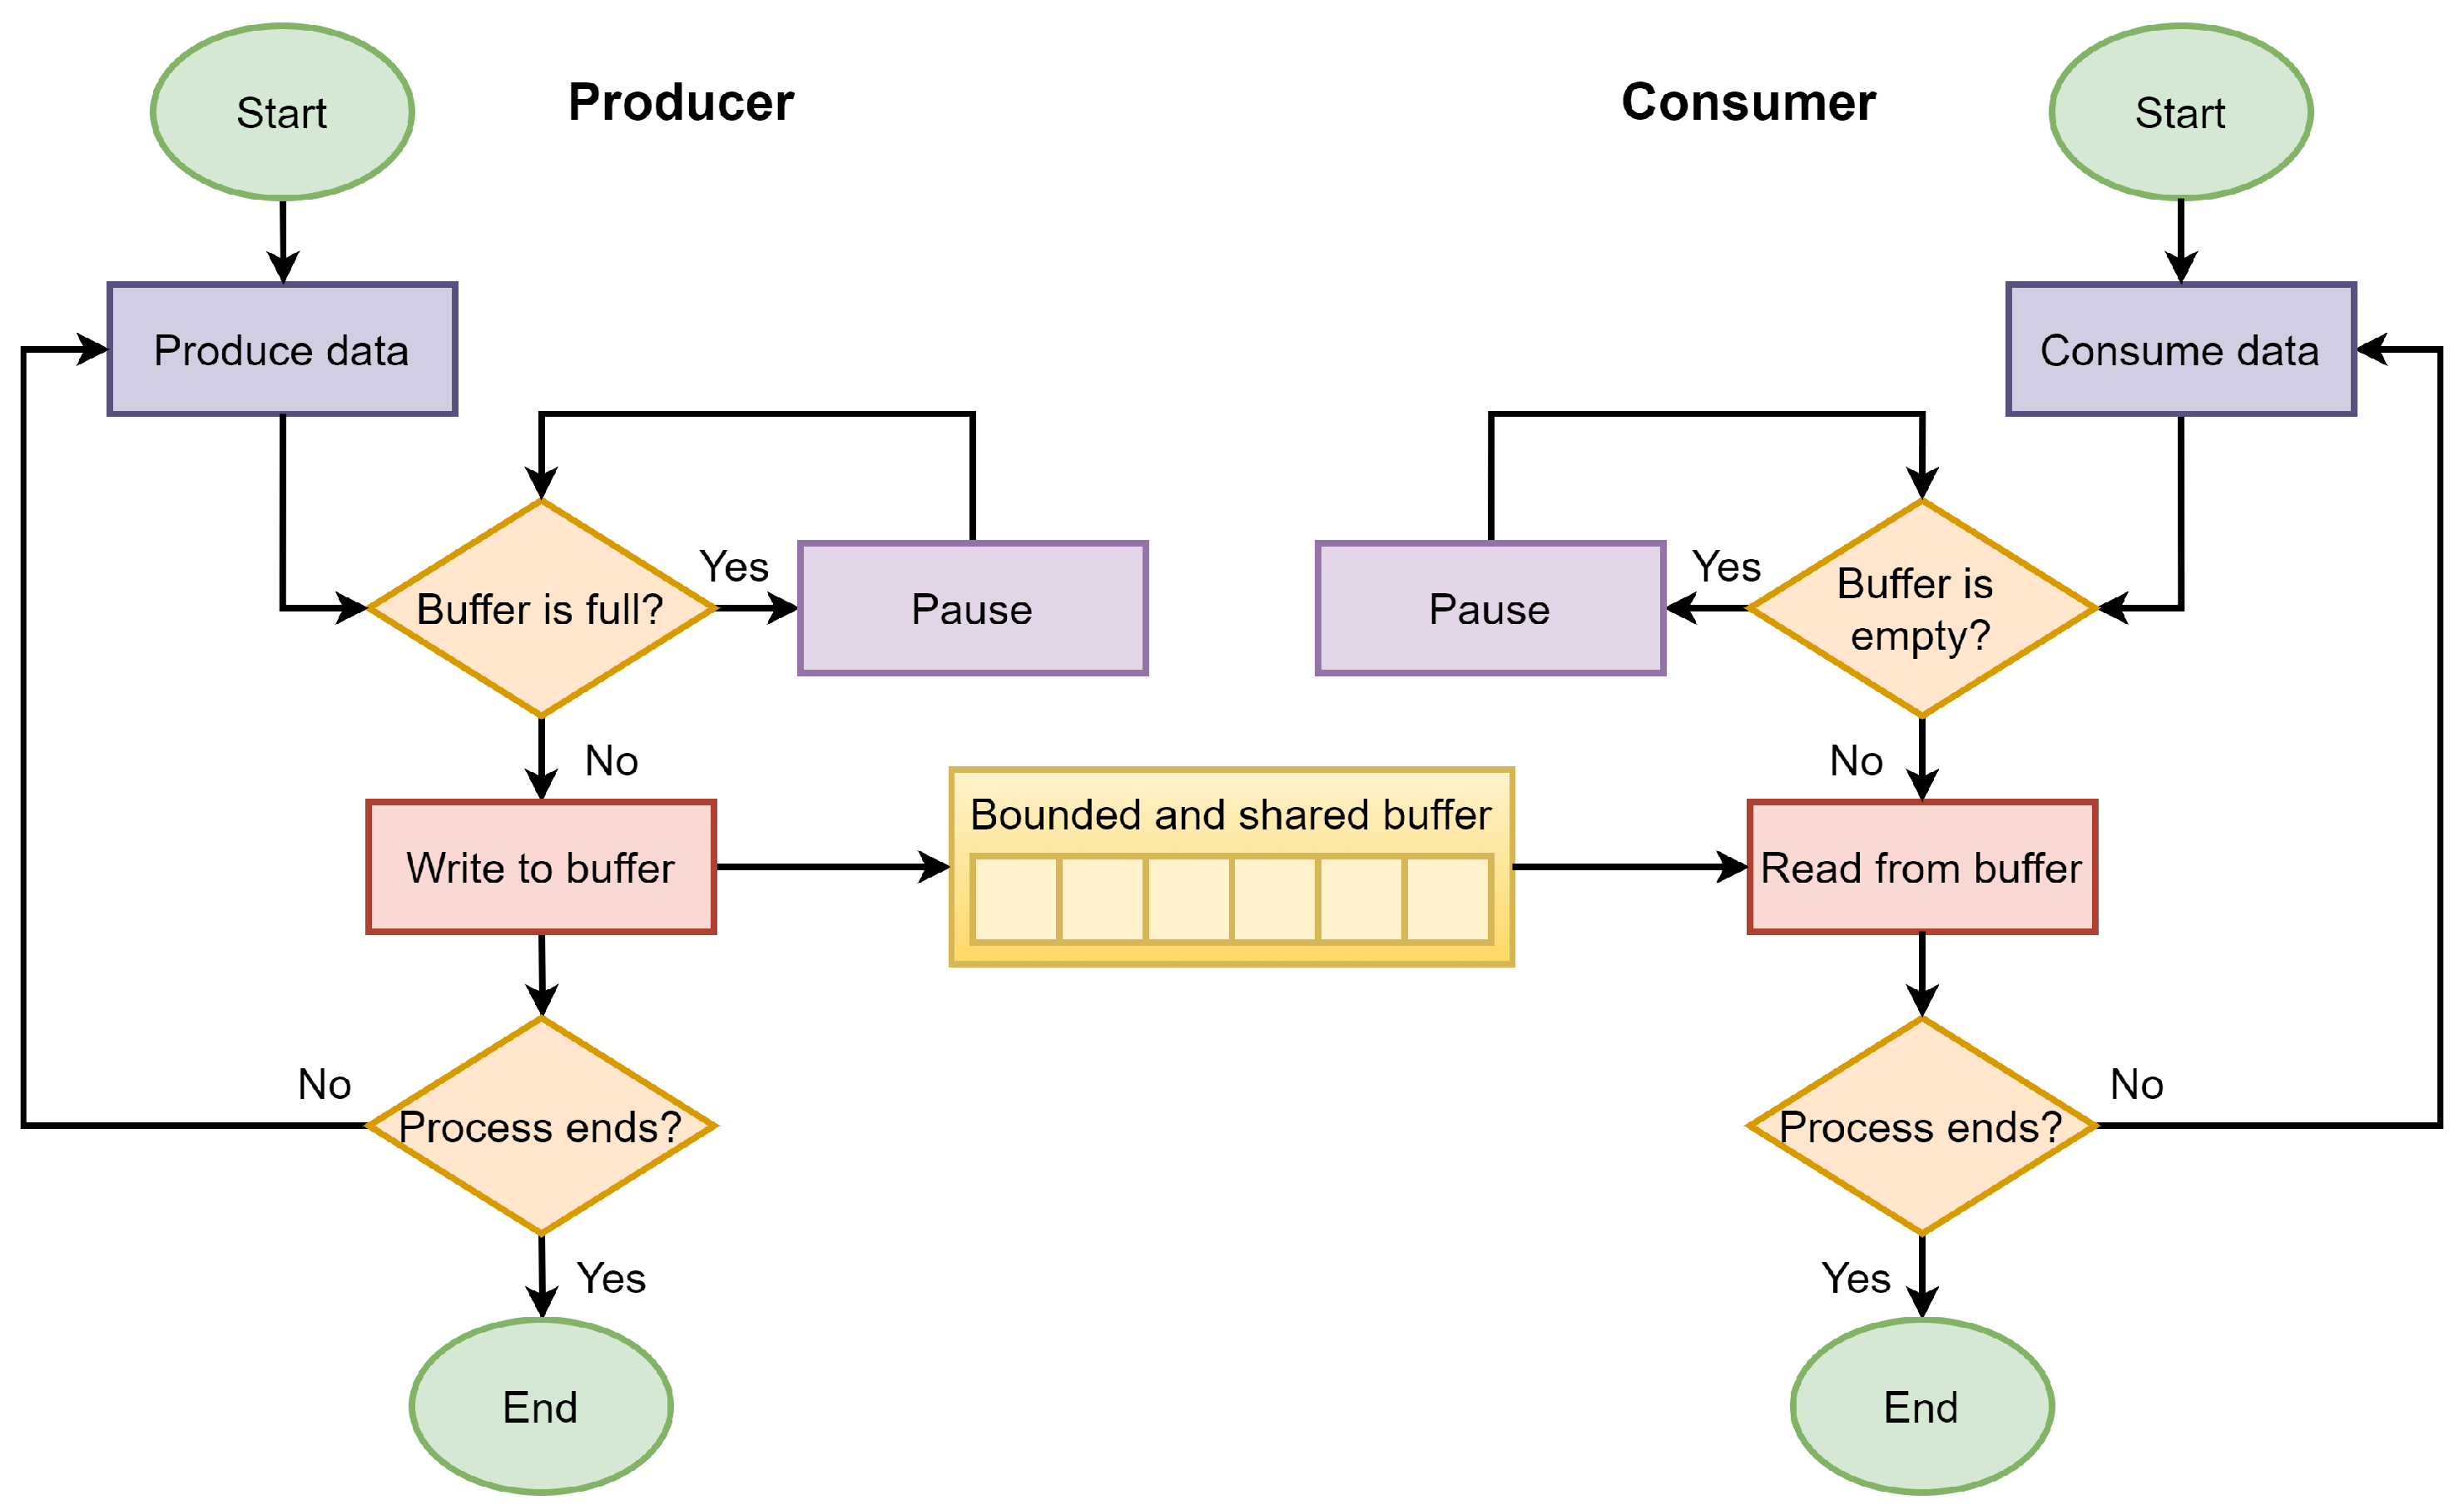 Start
Producer
Consumer
Start
Produce data
Consume data
Buffer is full?
Yes
Pause
Pause
Yes
Buffer is
empty?
No
No
Write to buffer
Bounded and shared buffer
Read from buffer
No
Process ends?
Process ends?
No
Yes
Yes
End
End